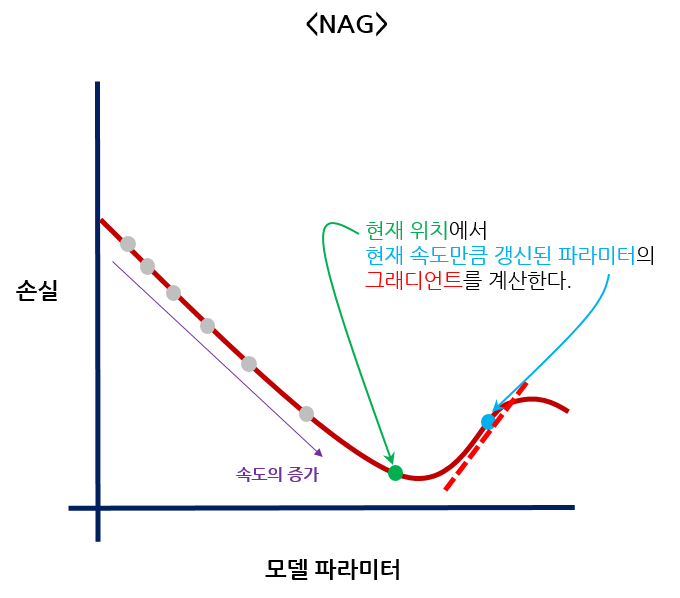 <NAG>
현재 위치에서
현재 속도만큼 갱신된 파라미터의
그래디언트를 계산한다.
손실
속도의 증가
모델 파라미터